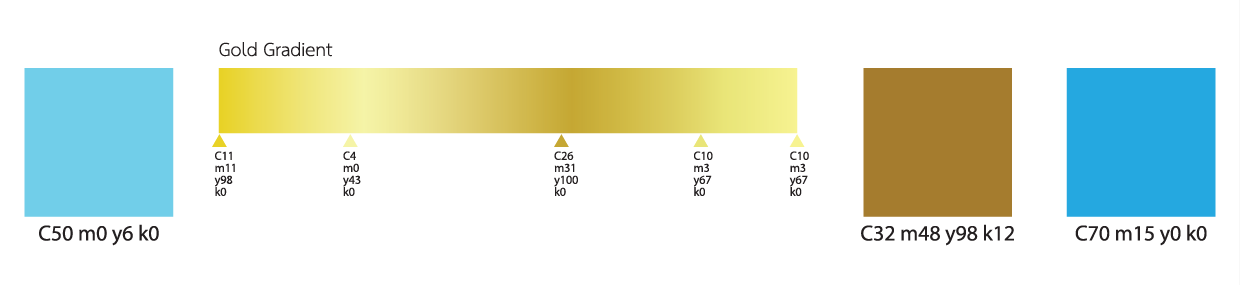 Gold Gradient
C11
m11
y98
k0
C4
m0
y43
k0
C26
m31
y100
k0
C10
m3
y67
k0
C10
m3
y67
k0
C50 m0 y6 k0
C32 m48 y98 k12
C70 m15 y0 k0